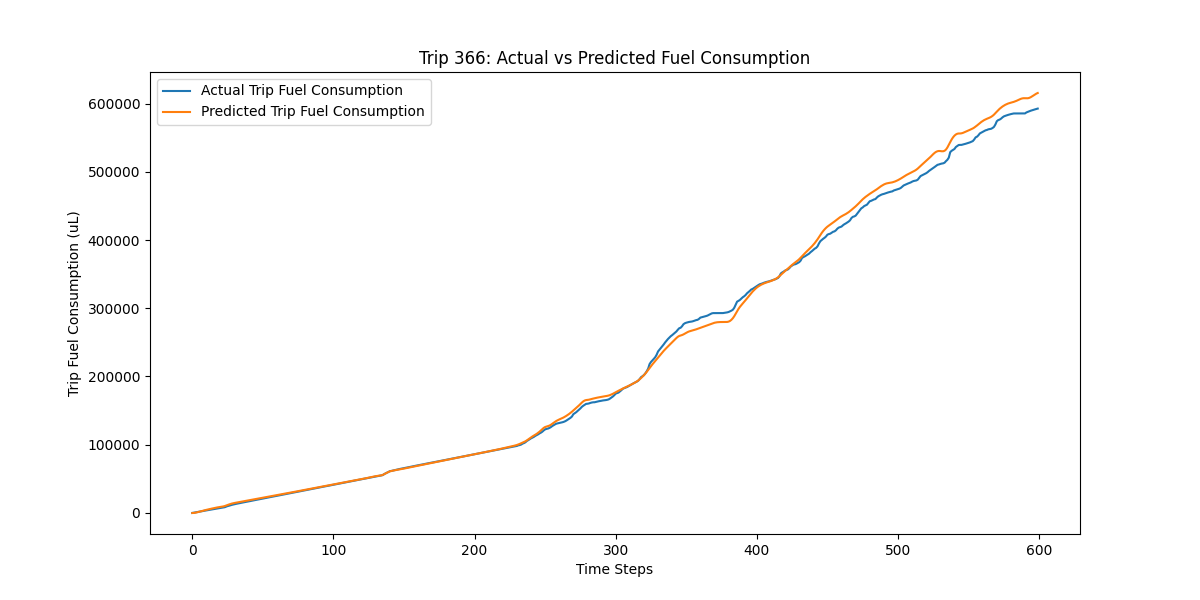 Trip 366: Actual vs Predicted Fuel Consumption
Actual Trip Fuel Consumption
Predicted Trip Fuel Consumption
Trip Fuel Consumption (uL)
600000
500000
400000
300000
200000
100000
0
0 100 200 300 400 500 600
Time Steps